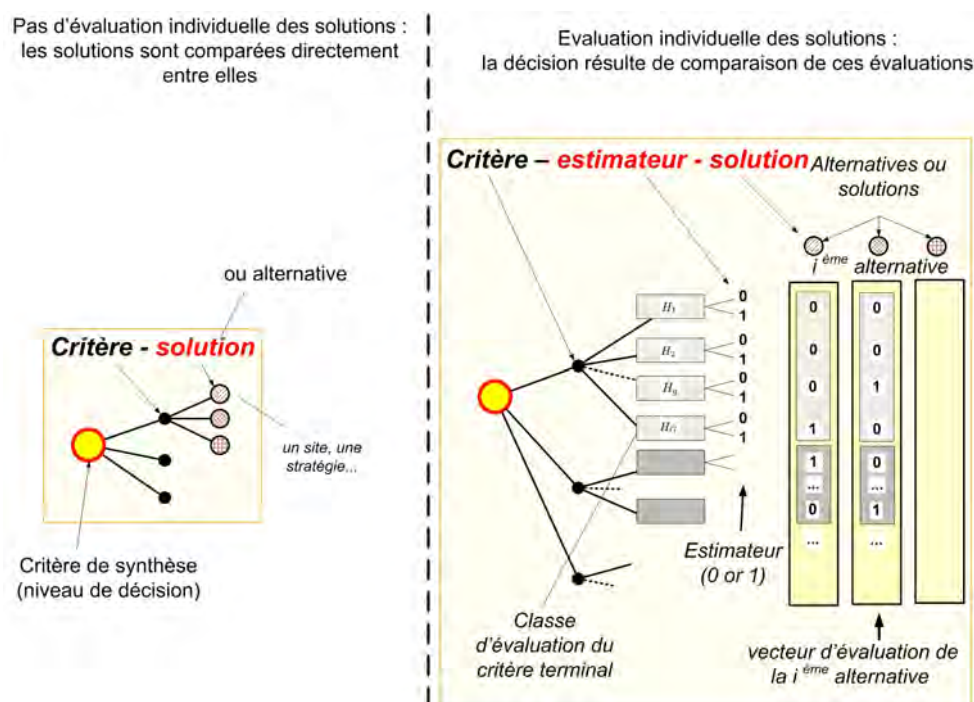 Pas d'évaluation individuelle des solutions :
les solutions sont comparées directement
entre elles
Evaluation individuelle des solutions :
la décision résulte de comparaison de ces évaluations
ou alternative
Critère - solution
un site, une
stratégie...
Critère de synthèse
(niveau de décision)
Critère – estimateur - solution
Alternatives ou
solutions
i ème alternative
H1
0
1
H2
0
1
0
1
0
1
0
0
0
1
1
...
0
...
0
0
1
0
0
...
1
...
Estimateur
(0 or 1)
Classe
d'évaluation du
critère terminal
vecteur d'évaluation de
la i ème alternative